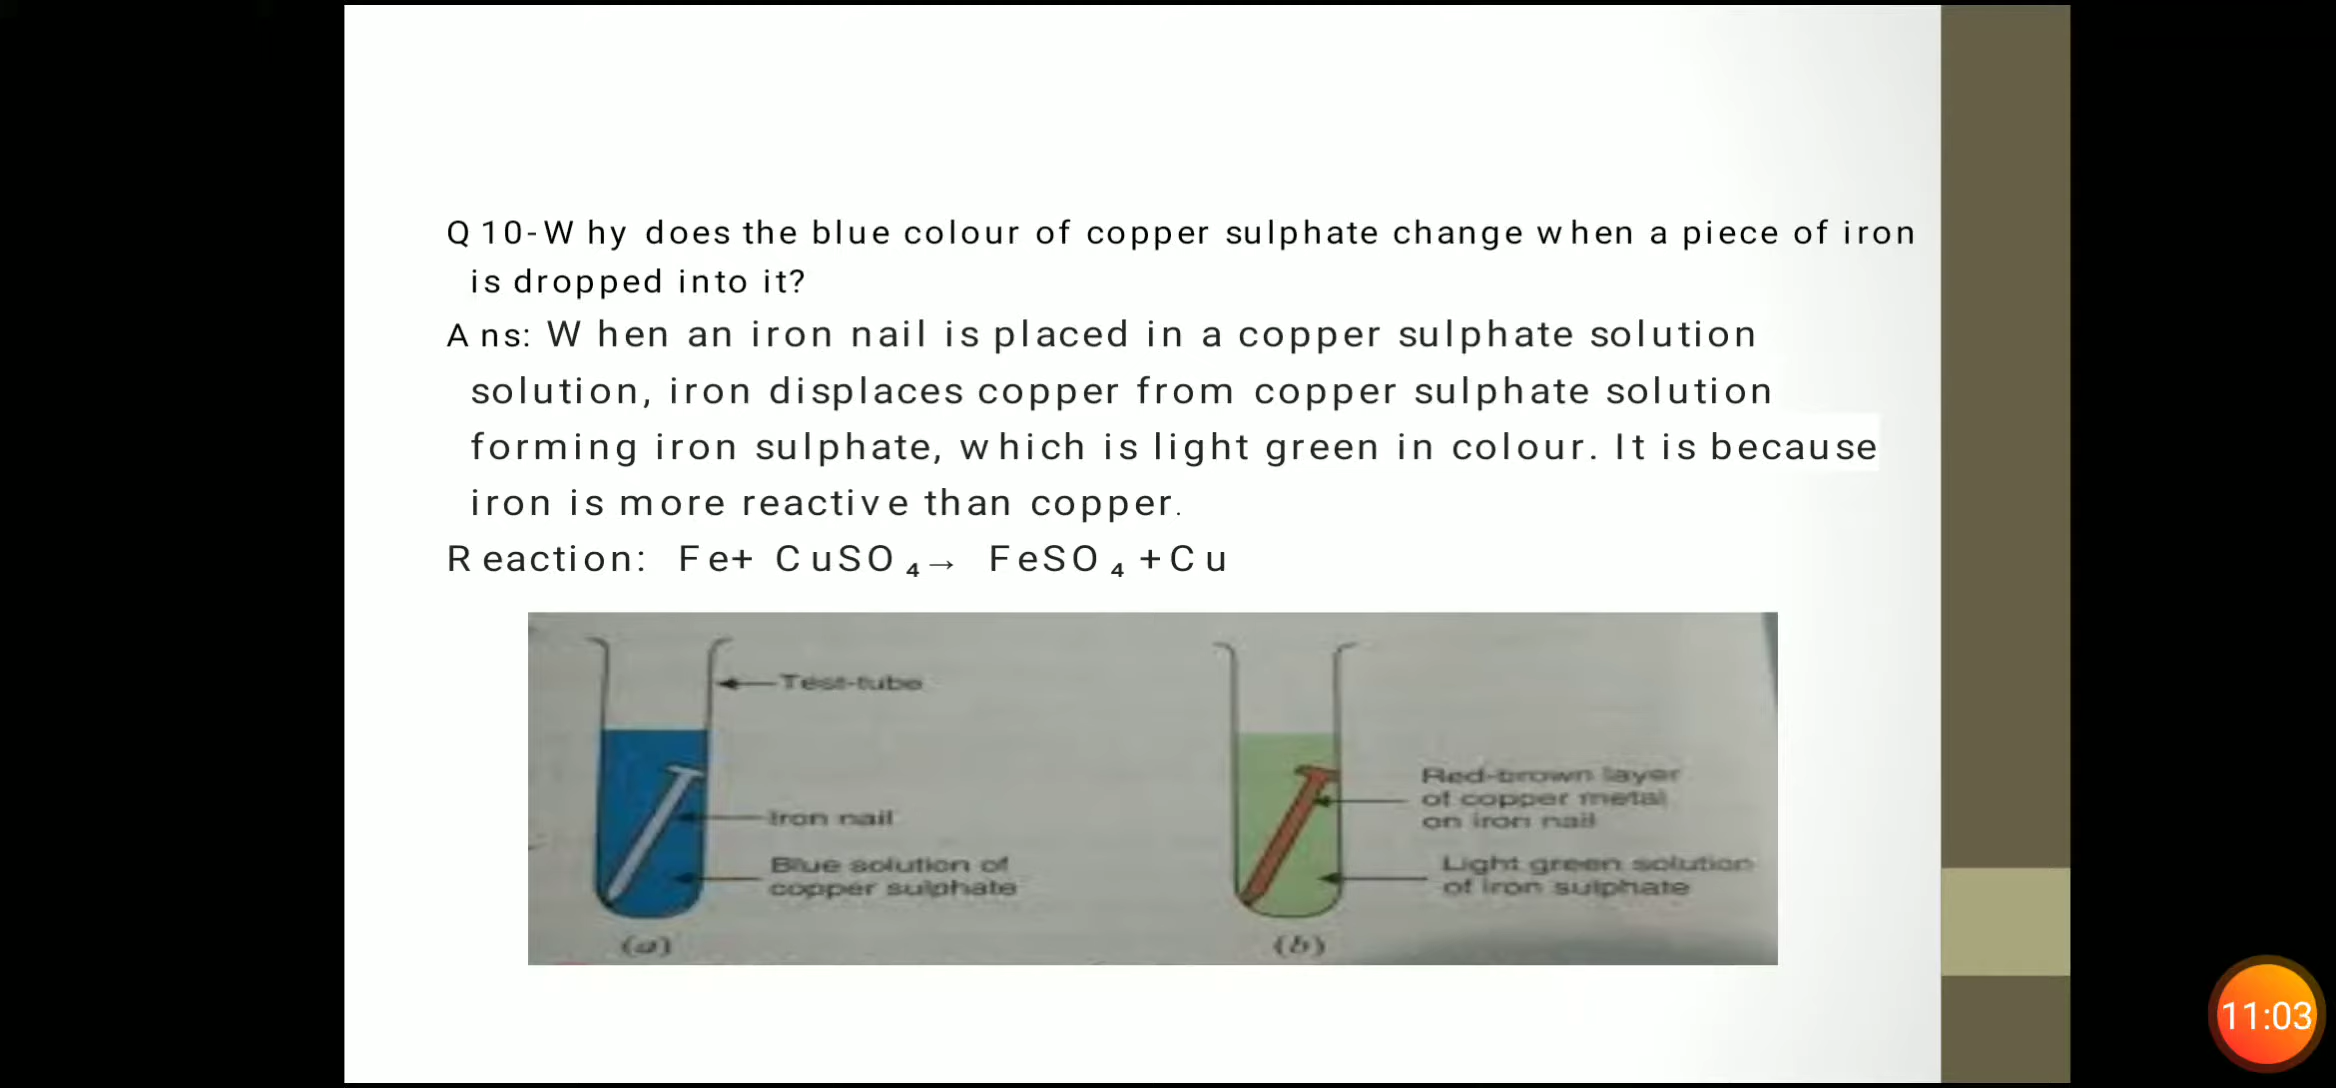 Q10-Why does the blue colour of copper sulphate change when a piece of iron
is dropped into it?
Ans: When an iron nail is placed in a copper sulphate solution
solution, iron displaces copper from copper sulphate solution
forming iron sulphate, which is light green in colour. It is because
iron is more reactive than copper.
Reaction: Fe+ CuSO₄→ FeSO₄ +Cu
Test-tube
Iron nail
Blue solution of
copper sulphate
(a)
Red-brown layer
of copper metal
on iron nail
Light green solution
of iron sulphate
(b)
11:03